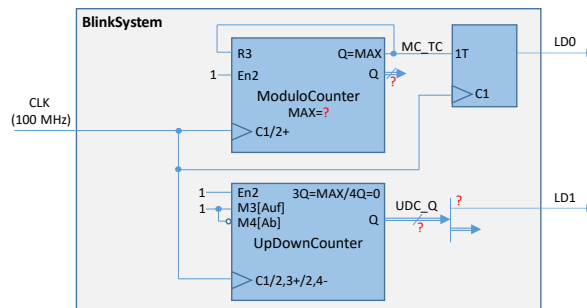 BlinkSystem
R3
Q=MAX
MC_TC
1T
LD0
1
En2
Q
?
ModuloCounter
MAX=?
C1
CLK
(100 MHz)
C1/2+
1
En2
3Q=MAX/4Q=0
1
M3[Auf]
M4[Ab]
Q
UDC_Q
?
?
LD1
UpDownCounter
C1/2,3+/2,4-